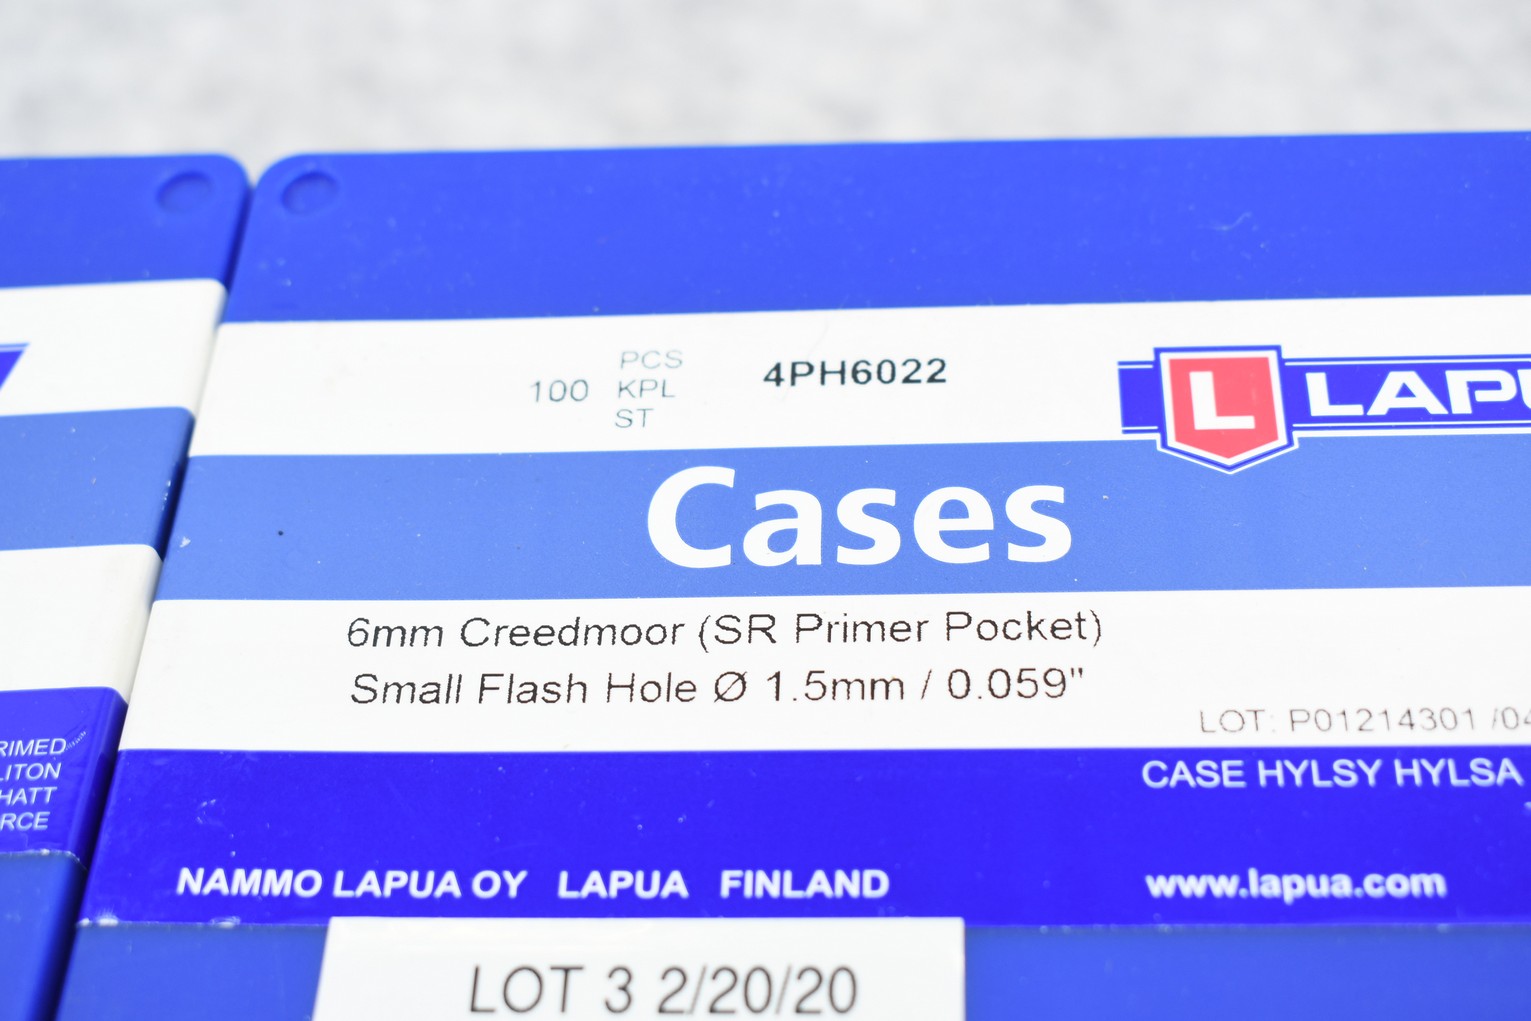 PCS
100 KPL
ST
4PH6022
L LAPU
Cases
6mm Creedmoor (SR Primer Pocket)
Small Flash Hole Ø 1.5mm / 0.059"
LOT: P01214301 /04
CASE HYLSY HYLSA
NAMMO LAPUA OY LAPUA FINLAND
www.lapua.com
LOT 3 2/20/20
RIMED
LITON
HATT
RCE